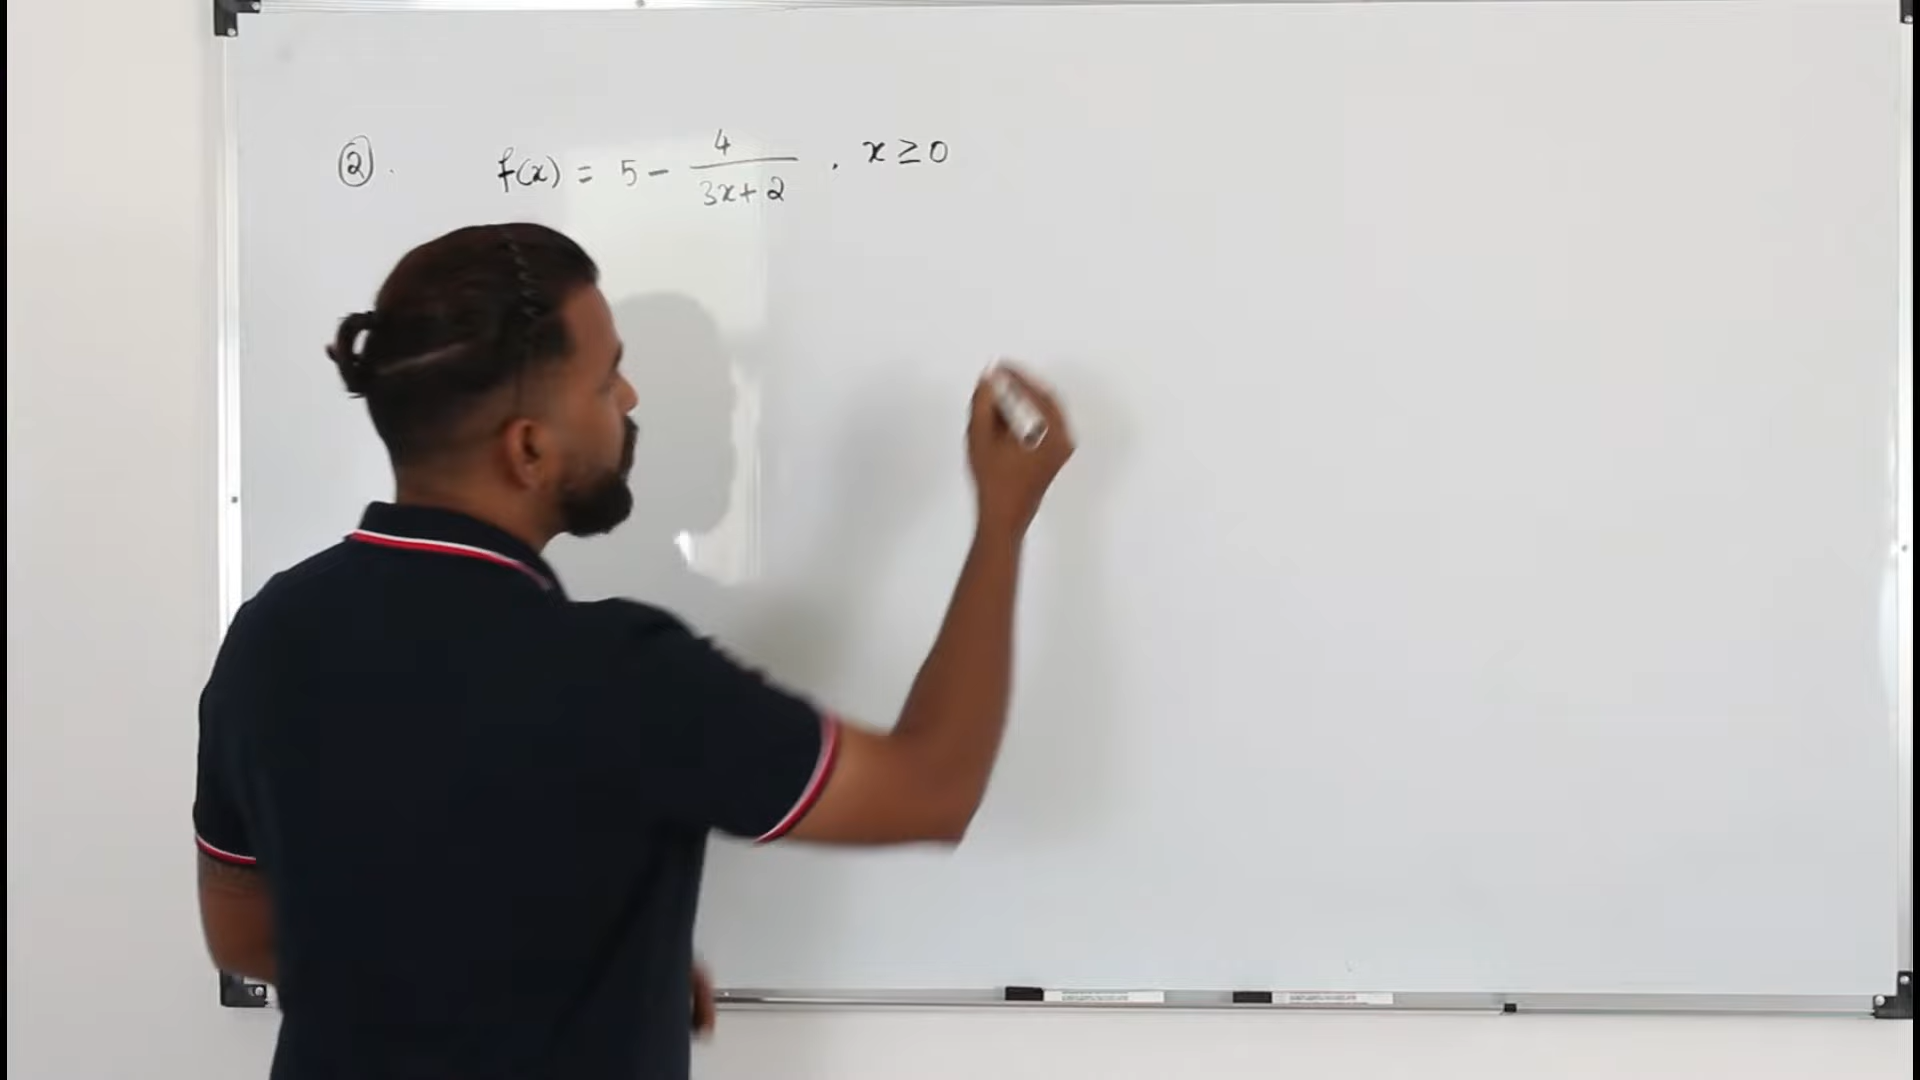 ②. f(x) = 5 - 4/(3x+2) . x ≥ 0